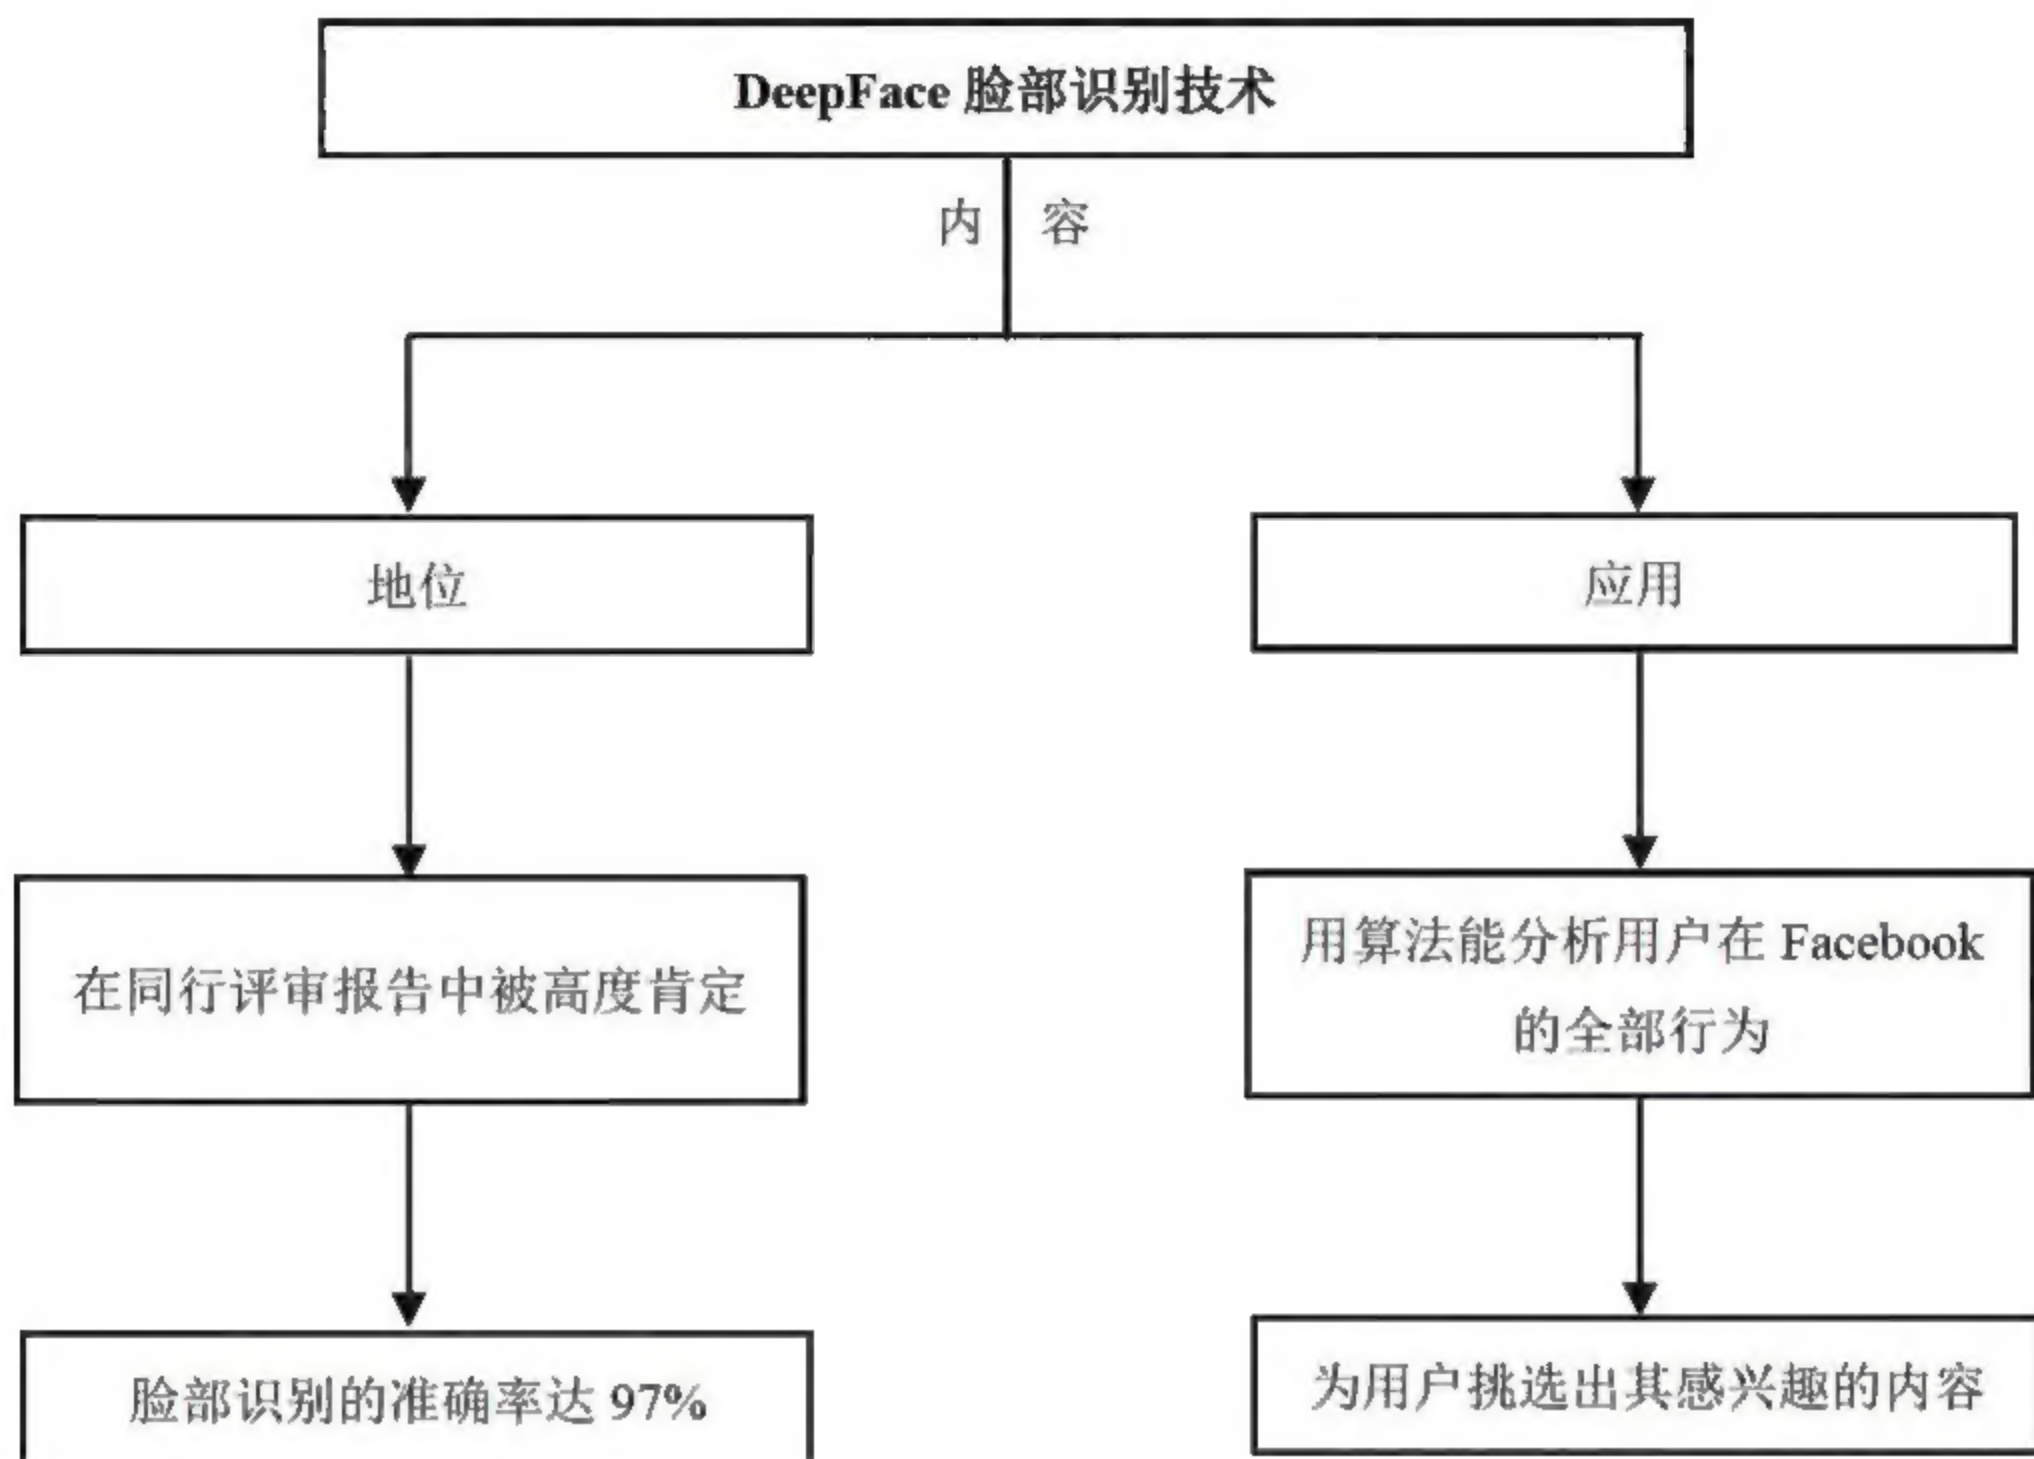 DeepFace 脸部识别技术
内 容
地位
应用
在同行评审报告中被高度肯定
用算法能分析用户在 Facebook
的全部行为
脸部识别的准确率达 97%
为用户挑选出其感兴趣的内容